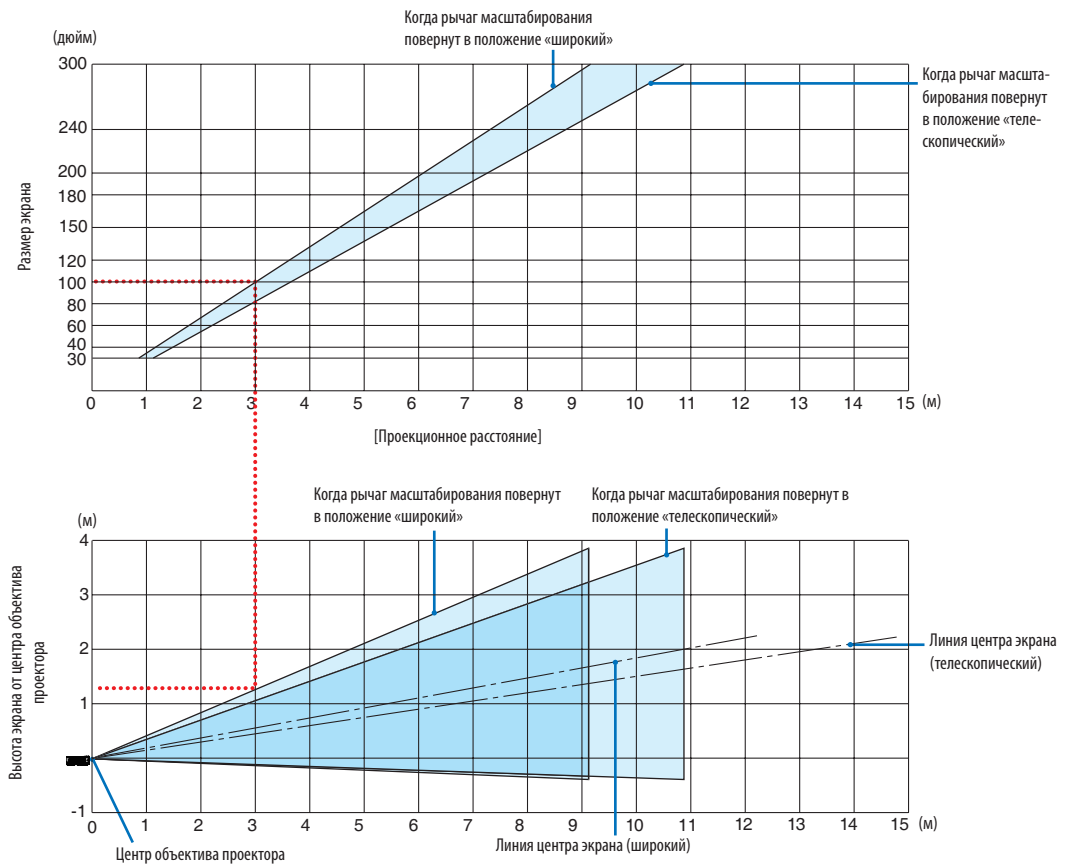 Когда рычаг масштабирования
повернут в положение «широкий»
(дюйм)
300
240
200
180
150
120
100
80
60
40
30
Размер экрана
Когда рычаг масшта-
бирования повернут
в положение «теле-
скопический»
0 1 2 3 4 5 6 7 8 9 10 11 12 13 14 15 (м)
[Проекционное расстояние]
Когда рычаг масштабирования повернут
в положение «широкий»
Когда рычаг масштабирования повернут в
положение «телескопический»
(м)
4
3
2
1
-1
Высота экрана от центра объектива
проектора
Линия центра экрана
(телескопический)
0 1 2 3 4 5 6 7 8 9 10 11 12 13 14 15 (м)
Линия центра экрана (широкий)
Центр объектива проектора